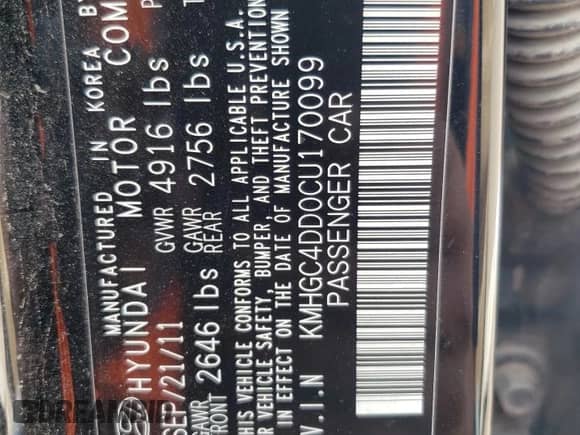 MANUFACTURED IN KOREA BY
HYUNDAI MOTOR COM
SEP/21/11 GVWR 4916 lbs
GAWR FRONT 2646 lbs GAWR REAR 2756 lbs
THIS VEHICLE CONFORMS TO ALL APPLICABLE U.S.A.
VEHICLE SAFETY, BUMPER, AND THEFT PREVENTION
IN EFFECT ON THE DATE OF MANUFACTURE SHOWN
V.I.N KMHGC4DD0CU170099
PASSENGER CAR